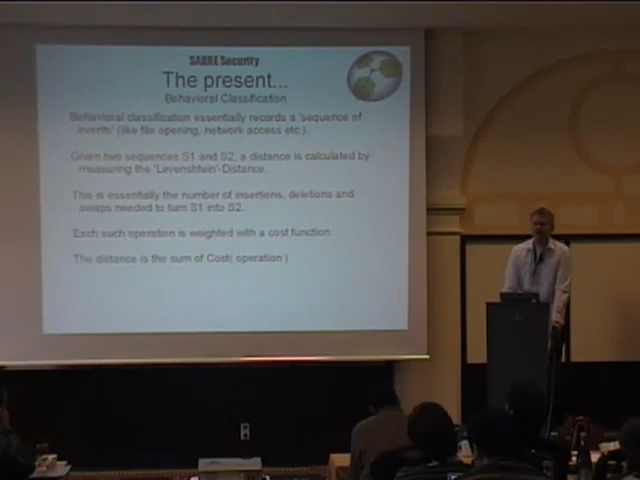 SABRE Security
The present...
Behavioral Classification
Behavioral classification essentially records a 'sequence of
events' (like file opening, network access etc.)
Given two sequences S1 and S2, a distance is calculated by
measuring the 'Levenshtein'-Distance.
This is essentially the number of insertions, deletions and
swaps needed to turn S1 into S2.
Each such operation is weighted with a cost function.
The distance is the sum of Cost( operation )